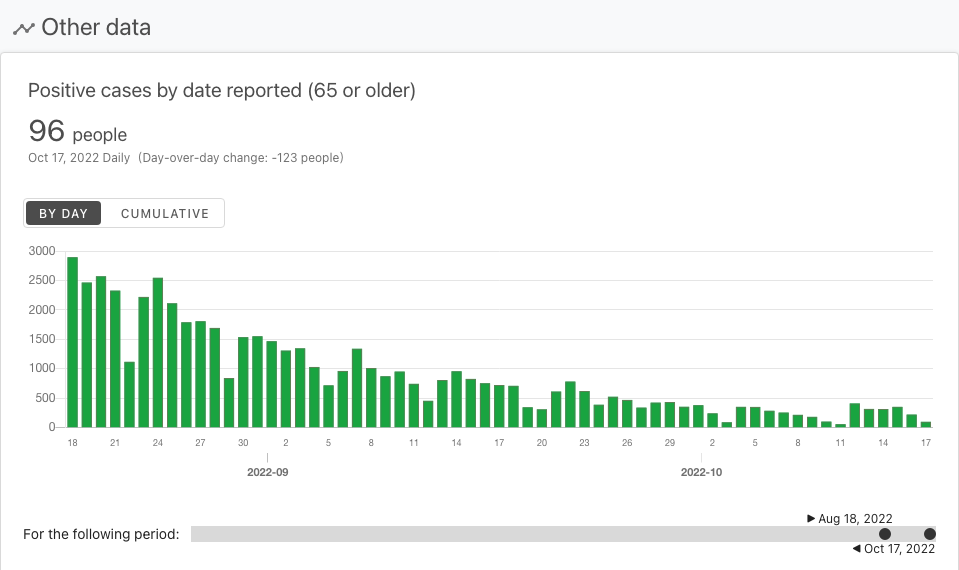 Other data
Positive cases by date reported (65 or older)
96 people
Oct 17, 2022 Daily (Day-over-day change: -123 people)
BY DAY CUMULATIVE
3000
2500
2000
1500
1000
500
0
18 21 24 27 30 2 5 8 11 14 17 20 23 26 29 2 5 8 11 14 17
2022-09 2022-10
▶ Aug 18, 2022
For the following period:
◀ Oct 17, 2022